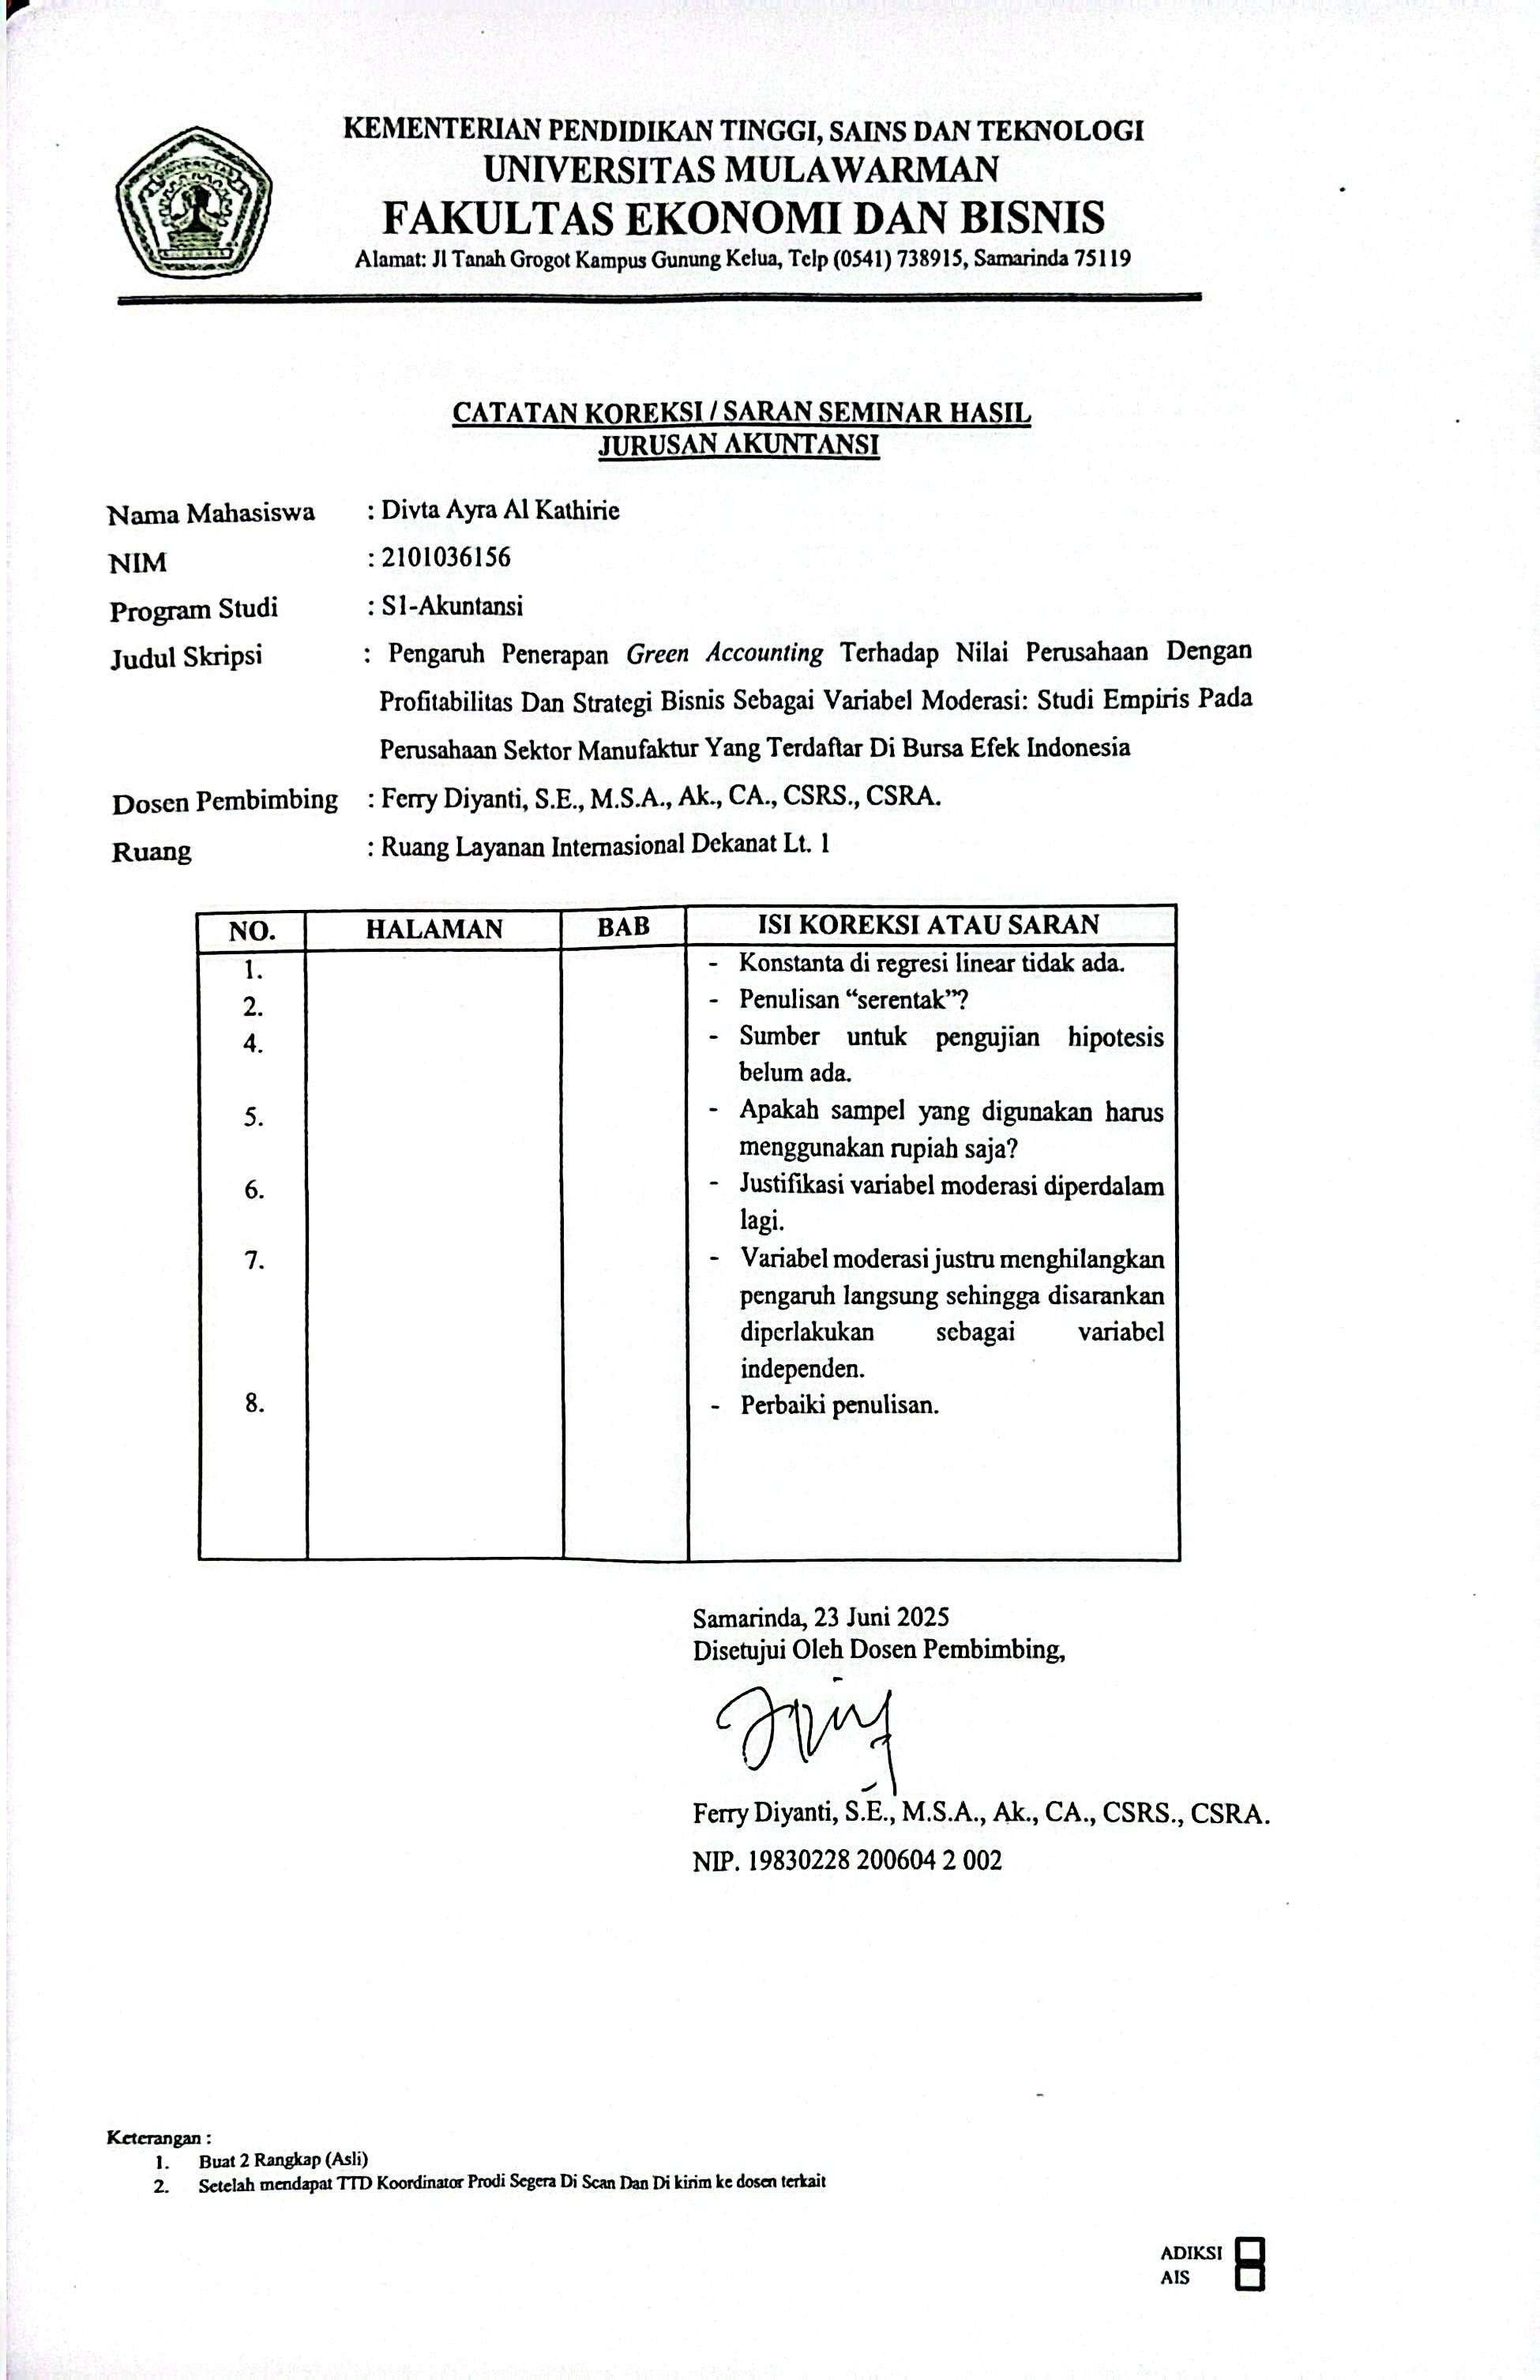 KEMENTERIAN PENDIDIKAN TINGGI, SAINS DAN TEKNOLOGI
UNIVERSITAS MULAWARMAN
FAKULTAS EKONOMI DAN BISNIS
Alamat: Jl Tanah Grogot Kampus Gunung Kelua, Telp (0541) 738915, Samarinda 75119
CATATAN KOREKSI / SARAN SEMINAR HASIL
JURUSAN AKUNTANSI
Nama Mahasiswa : Divta Ayra Al Kathirie
NIM : 2101036156
Program Studi : S1-Akuntansi
Judul Skripsi : Pengaruh Penerapan Green Accounting Terhadap Nilai Perusahaan Dengan
Profitabilitas Dan Strategi Bisnis Sebagai Variabel Moderasi: Studi Empiris Pada
Perusahaan Sektor Manufaktur Yang Terdaftar Di Bursa Efek Indonesia
Dosen Pembimbing : Ferry Diyanti, S.E., M.S.A., Ak., CA., CSRS., CSRA.
Ruang : Ruang Layanan Internasional Dekanat Lt. 1
NO. HALAMAN BAB ISI KOREKSI ATAU SARAN
1. - Konstanta di regresi linear tidak ada.
2. - Penulisan “serentak”?
4. - Sumber untuk pengujian hipotesis
belum ada.
5. - Apakah sampel yang digunakan harus
menggunakan rupiah saja?
6. - Justifikasi variabel moderasi diperdalam
lagi.
7. - Variabel moderasi justru menghilangkan
pengaruh langsung sehingga disarankan
diperlakukan sebagai variabel
independen.
8. - Perbaiki penulisan.
Samarinda, 23 Juni 2025
Disetujui Oleh Dosen Pembimbing,
Ferry Diyanti, S.E., M.S.A., Ak., CA., CSRS., CSRA.
NIP. 19830228 200604 2 002
Keterangan :
1. Buat 2 Rangkap (Asli)
2. Setelah mendapat TTD Koordinator Prodi Segera Di Scan Dan Di kirim ke dosen terkait
ADIKSI
AIS